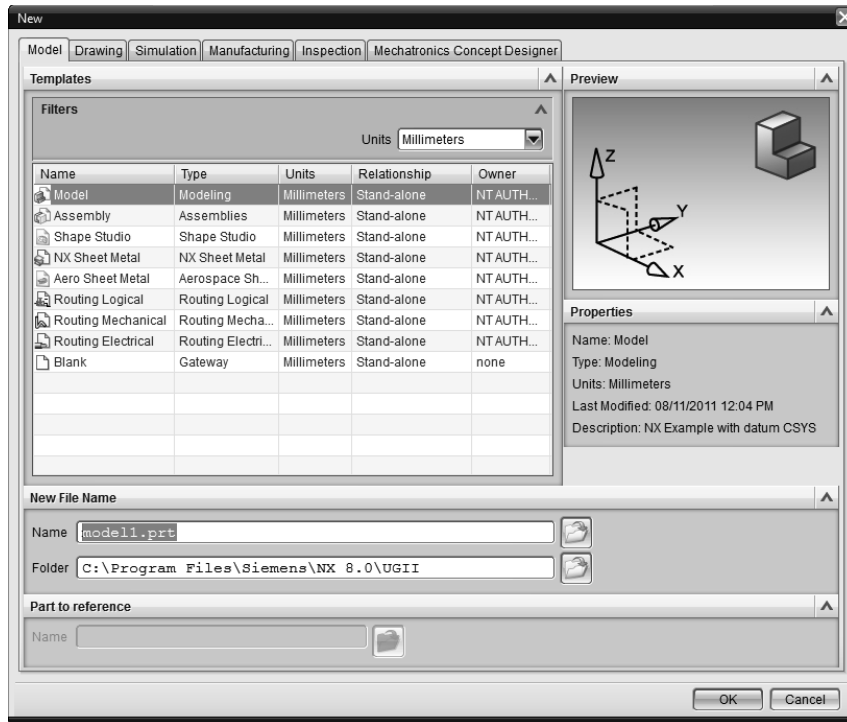 New
Model Drawing Simulation Manufacturing Inspection Mechatronics Concept Designer
Templates
Filters
Units Millimeters
Name Type Units Relationship Owner
Model Modeling Millimeters Stand-alone NT AUTH...
Assembly Assemblies Millimeters Stand-alone NT AUTH...
Shape Studio Shape Studio Millimeters Stand-alone NT AUTH...
NX Sheet Metal NX Sheet Metal Millimeters Stand-alone NT AUTH...
Aero Sheet Metal Aerospace Sh... Millimeters Stand-alone NT AUTH...
Routing Logical Routing Logical Millimeters Stand-alone NT AUTH...
Routing Mechanical Routing Mecha... Millimeters Stand-alone NT AUTH...
Routing Electrical Routing Electri... Millimeters Stand-alone NT AUTH...
Blank Gateway Millimeters Stand-alone none
Preview
Z
Y
X
Properties
Name: Model
Type: Modeling
Units: Millimeters
Last Modified: 08/11/2011 12:04 PM
Description: NX Example with datum CSYS
New File Name
Name model1.prt
Folder C:\Program Files\Siemens\NX 8.0\UGII
Part to reference
Name
OK Cancel